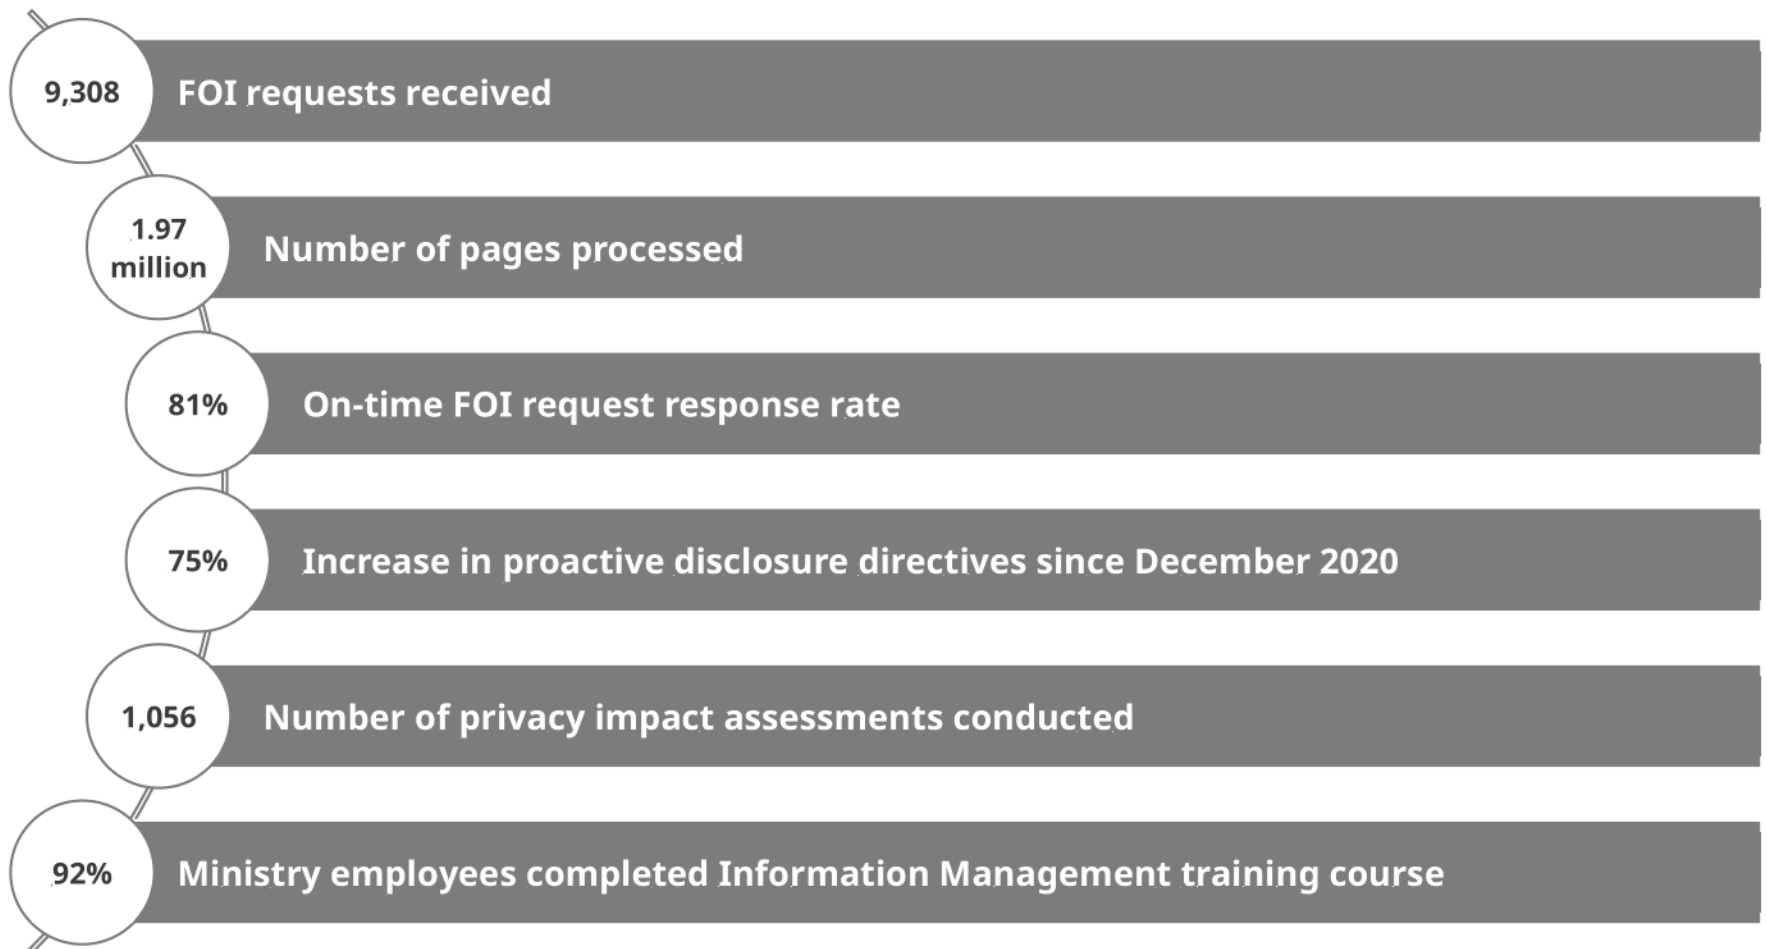 9,308
FOI requests received
1.97
million
Number of pages processed
81%
On-time FOI request response rate
75%
Increase in proactive disclosure directives since December 2020
1,056
Number of privacy impact assessments conducted
92%
Ministry employees completed Information Management training course